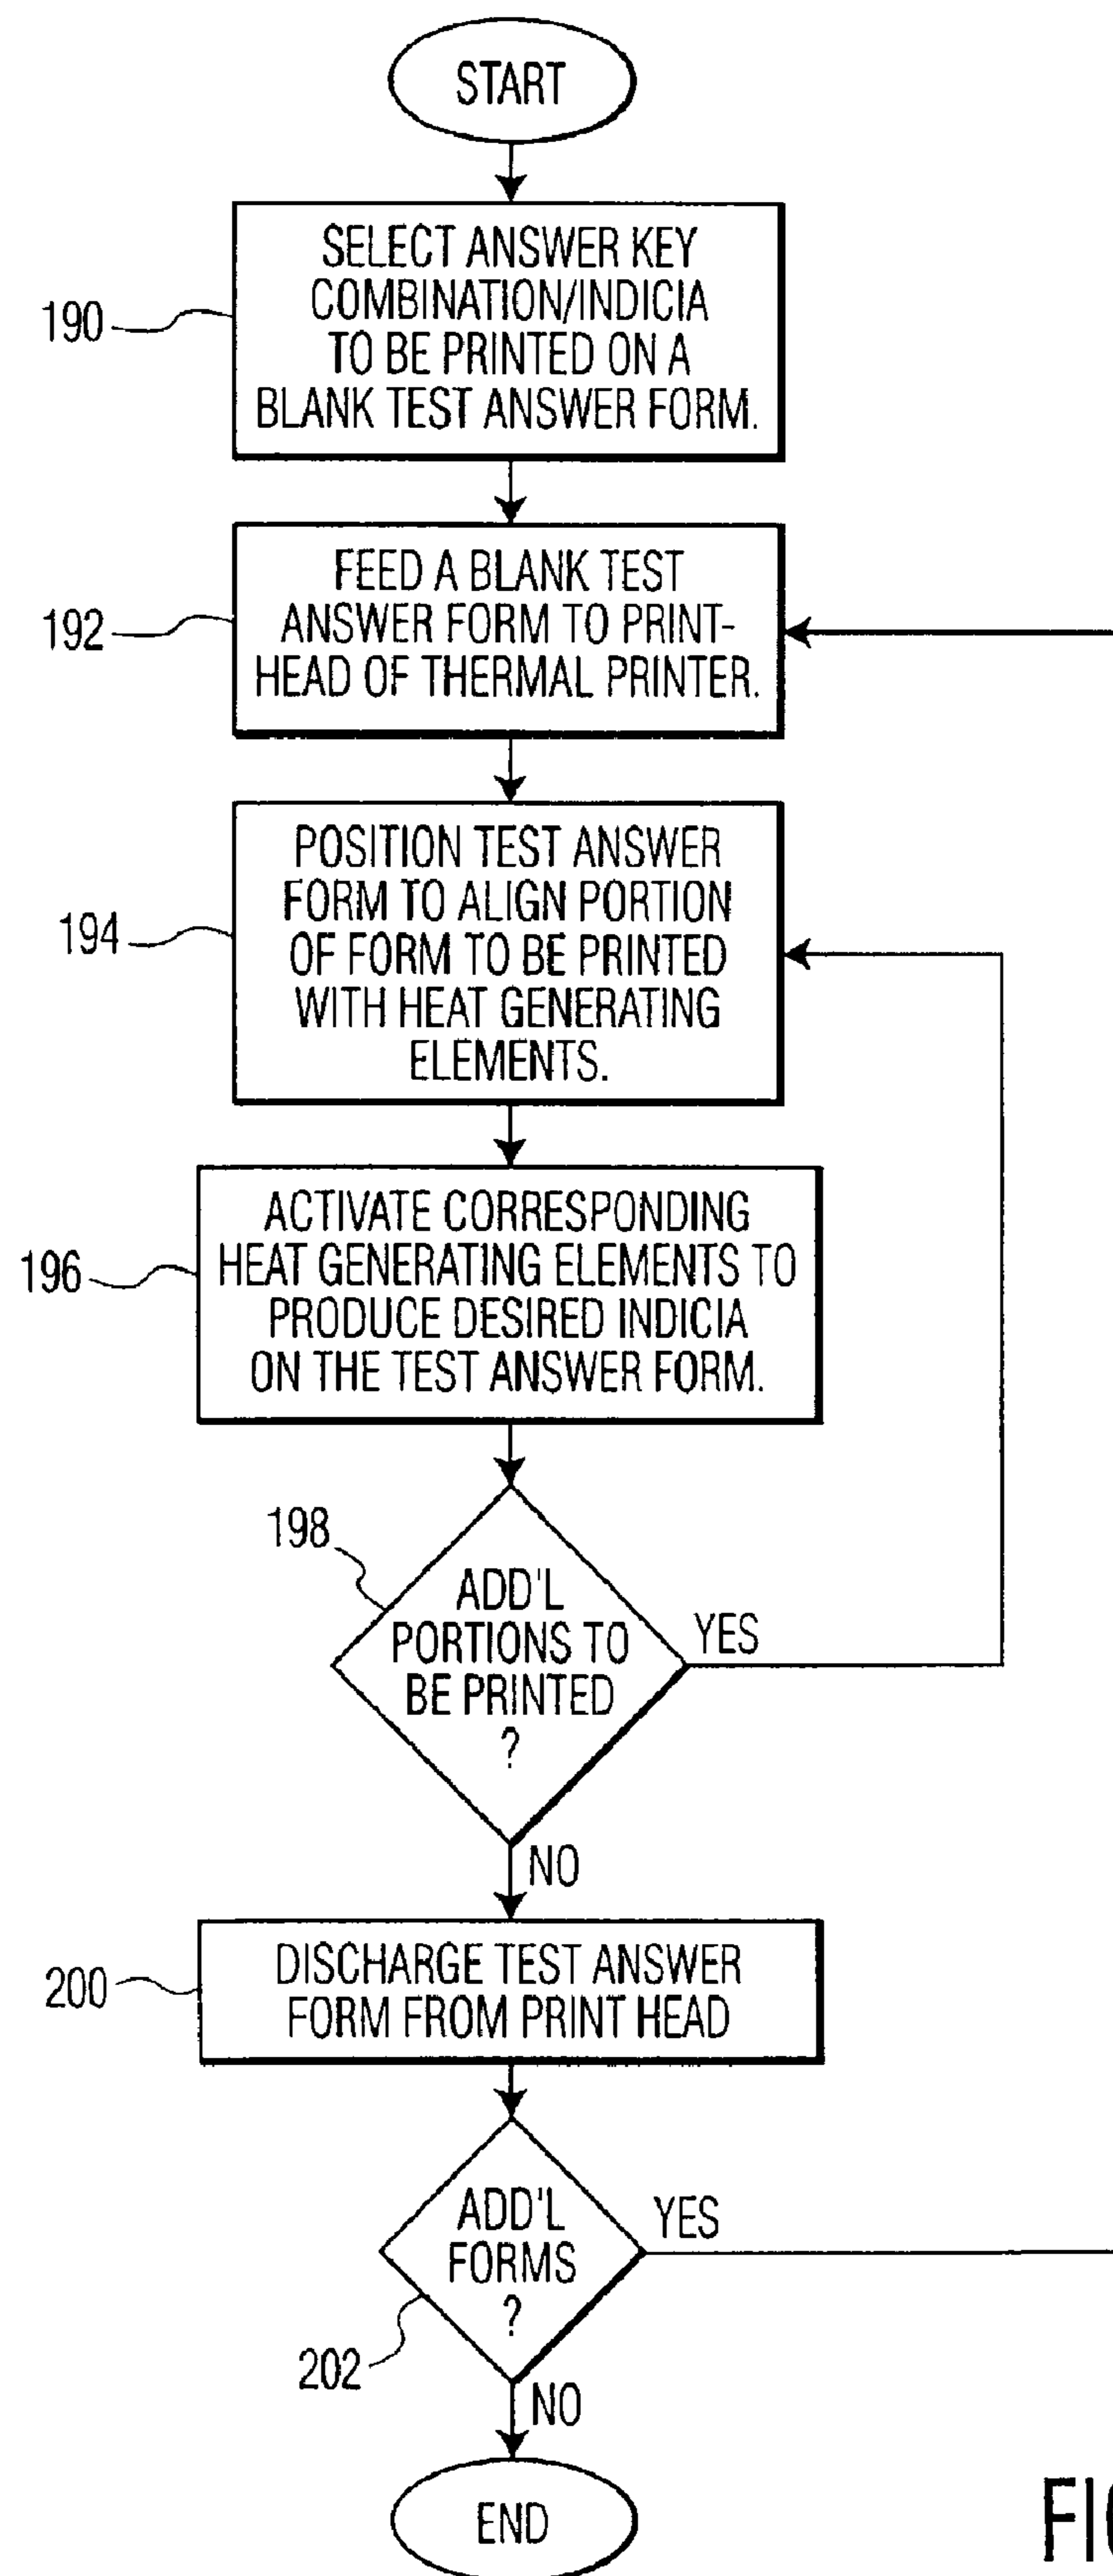 START
190
SELECT ANSWER KEY
COMBINATION/INDICIA
TO BE PRINTED ON A
BLANK TEST ANSWER FORM.
192
FEED A BLANK TEST
ANSWER FORM TO PRINT-
HEAD OF THERMAL PRINTER.
194
POSITION TEST ANSWER
FORM TO ALIGN PORTION
OF FORM TO BE PRINTED
WITH HEAT GENERATING
ELEMENTS.
196
ACTIVATE CORRESPONDING
HEAT GENERATING ELEMENTS TO
PRODUCE DESIRED INDICIA
ON THE TEST ANSWER FORM.
198
ADD'L
PORTIONS TO
BE PRINTED
?
YES
NO
200
DISCHARGE TEST ANSWER
FORM FROM PRINT HEAD
ADD'L
FORMS
?
YES
202
NO
END